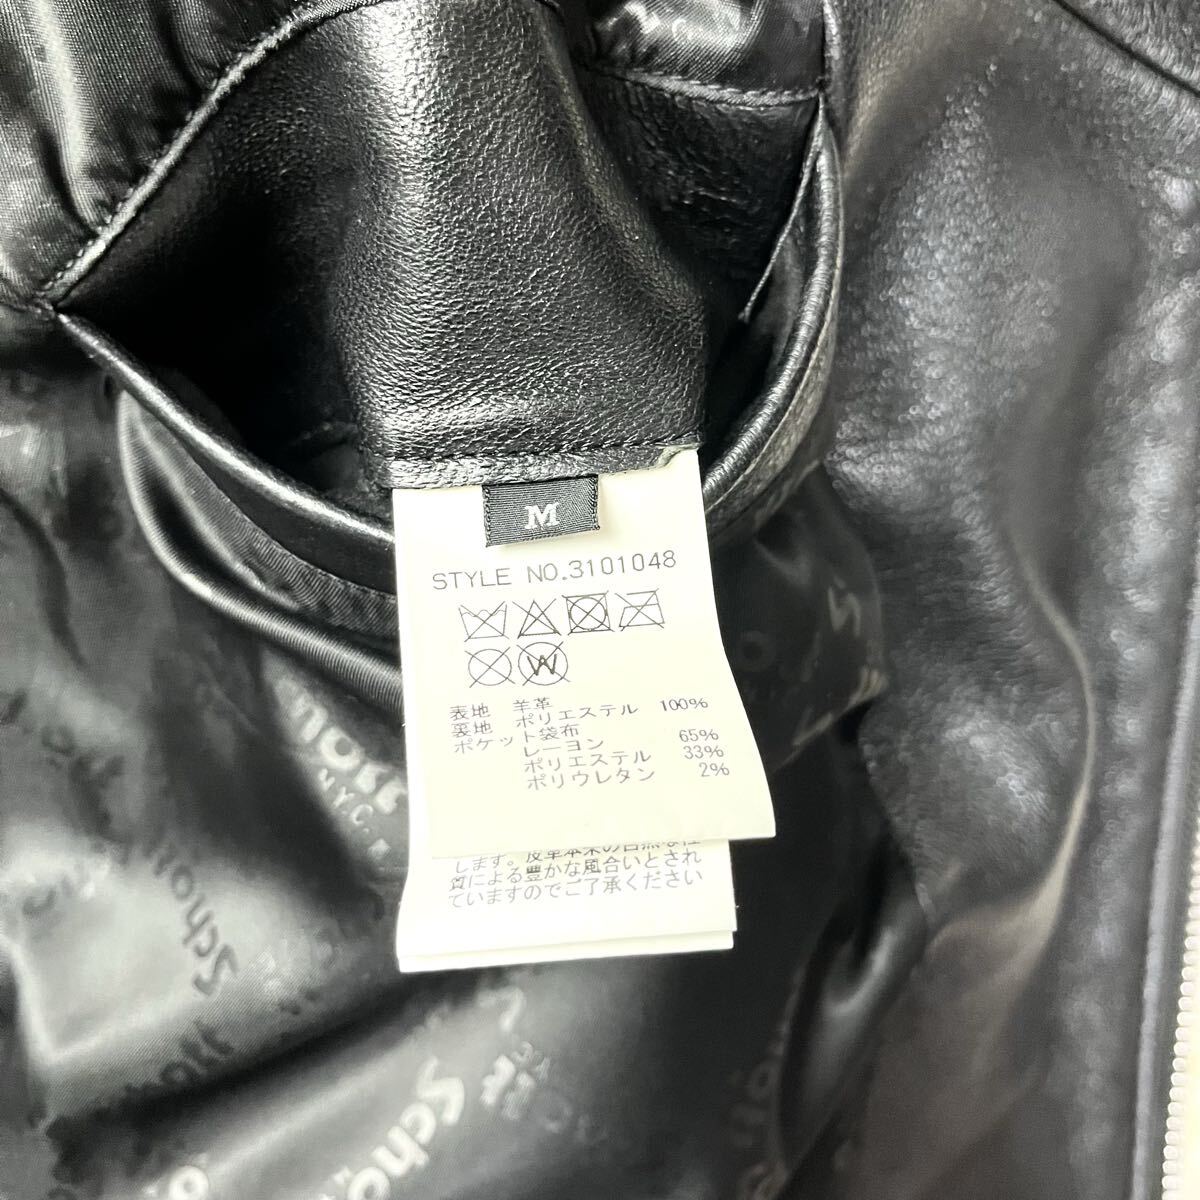 M
STYLE NO.3101048
W
表地 羊革
裏地 ポリエステル 100%
ポケット袋布
レーヨン 65%
ポリエステル 33%
ポリウレタン 2%
します。皮革本来の自然な性
質による豊かな風合いとされ
ていますのでご了承ください
Schott
N.Y.C.
Schott
Schott